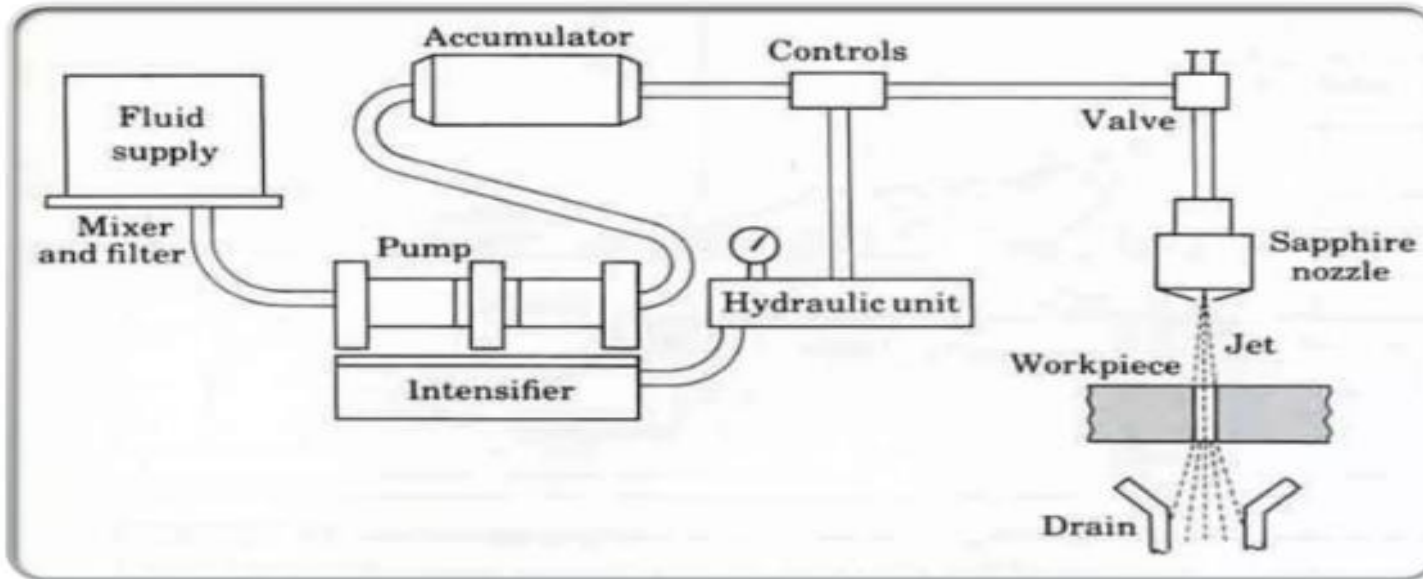 Accumulator
Controls
Fluid
supply
Valve
Mixer
and filter
Pump
Sapphire
nozzle
Hydraulic unit
Jet
Workpiece
Intensifier
Drain